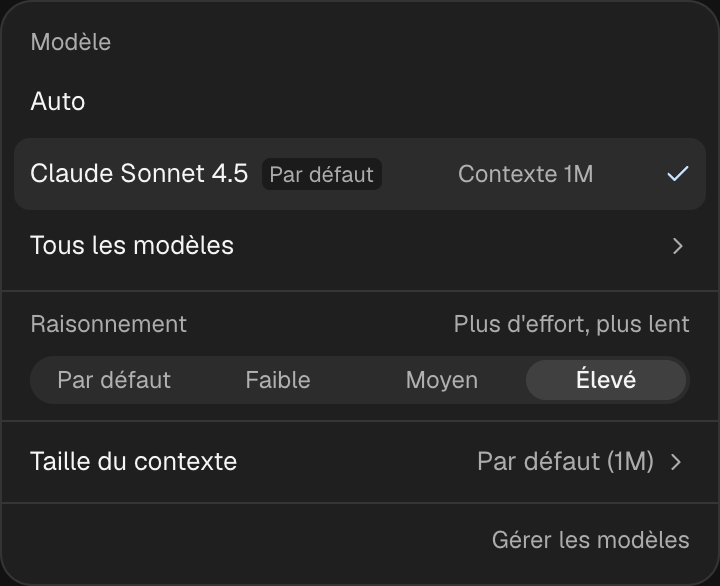 Modèle
Auto
Claude Sonnet 4.5 Par défaut Contexte 1M
Tous les modèles
Raisonnement Plus d'effort, plus lent
Par défaut Faible Moyen Élevé
Taille du contexte Par défaut (1M)
Gérer les modèles